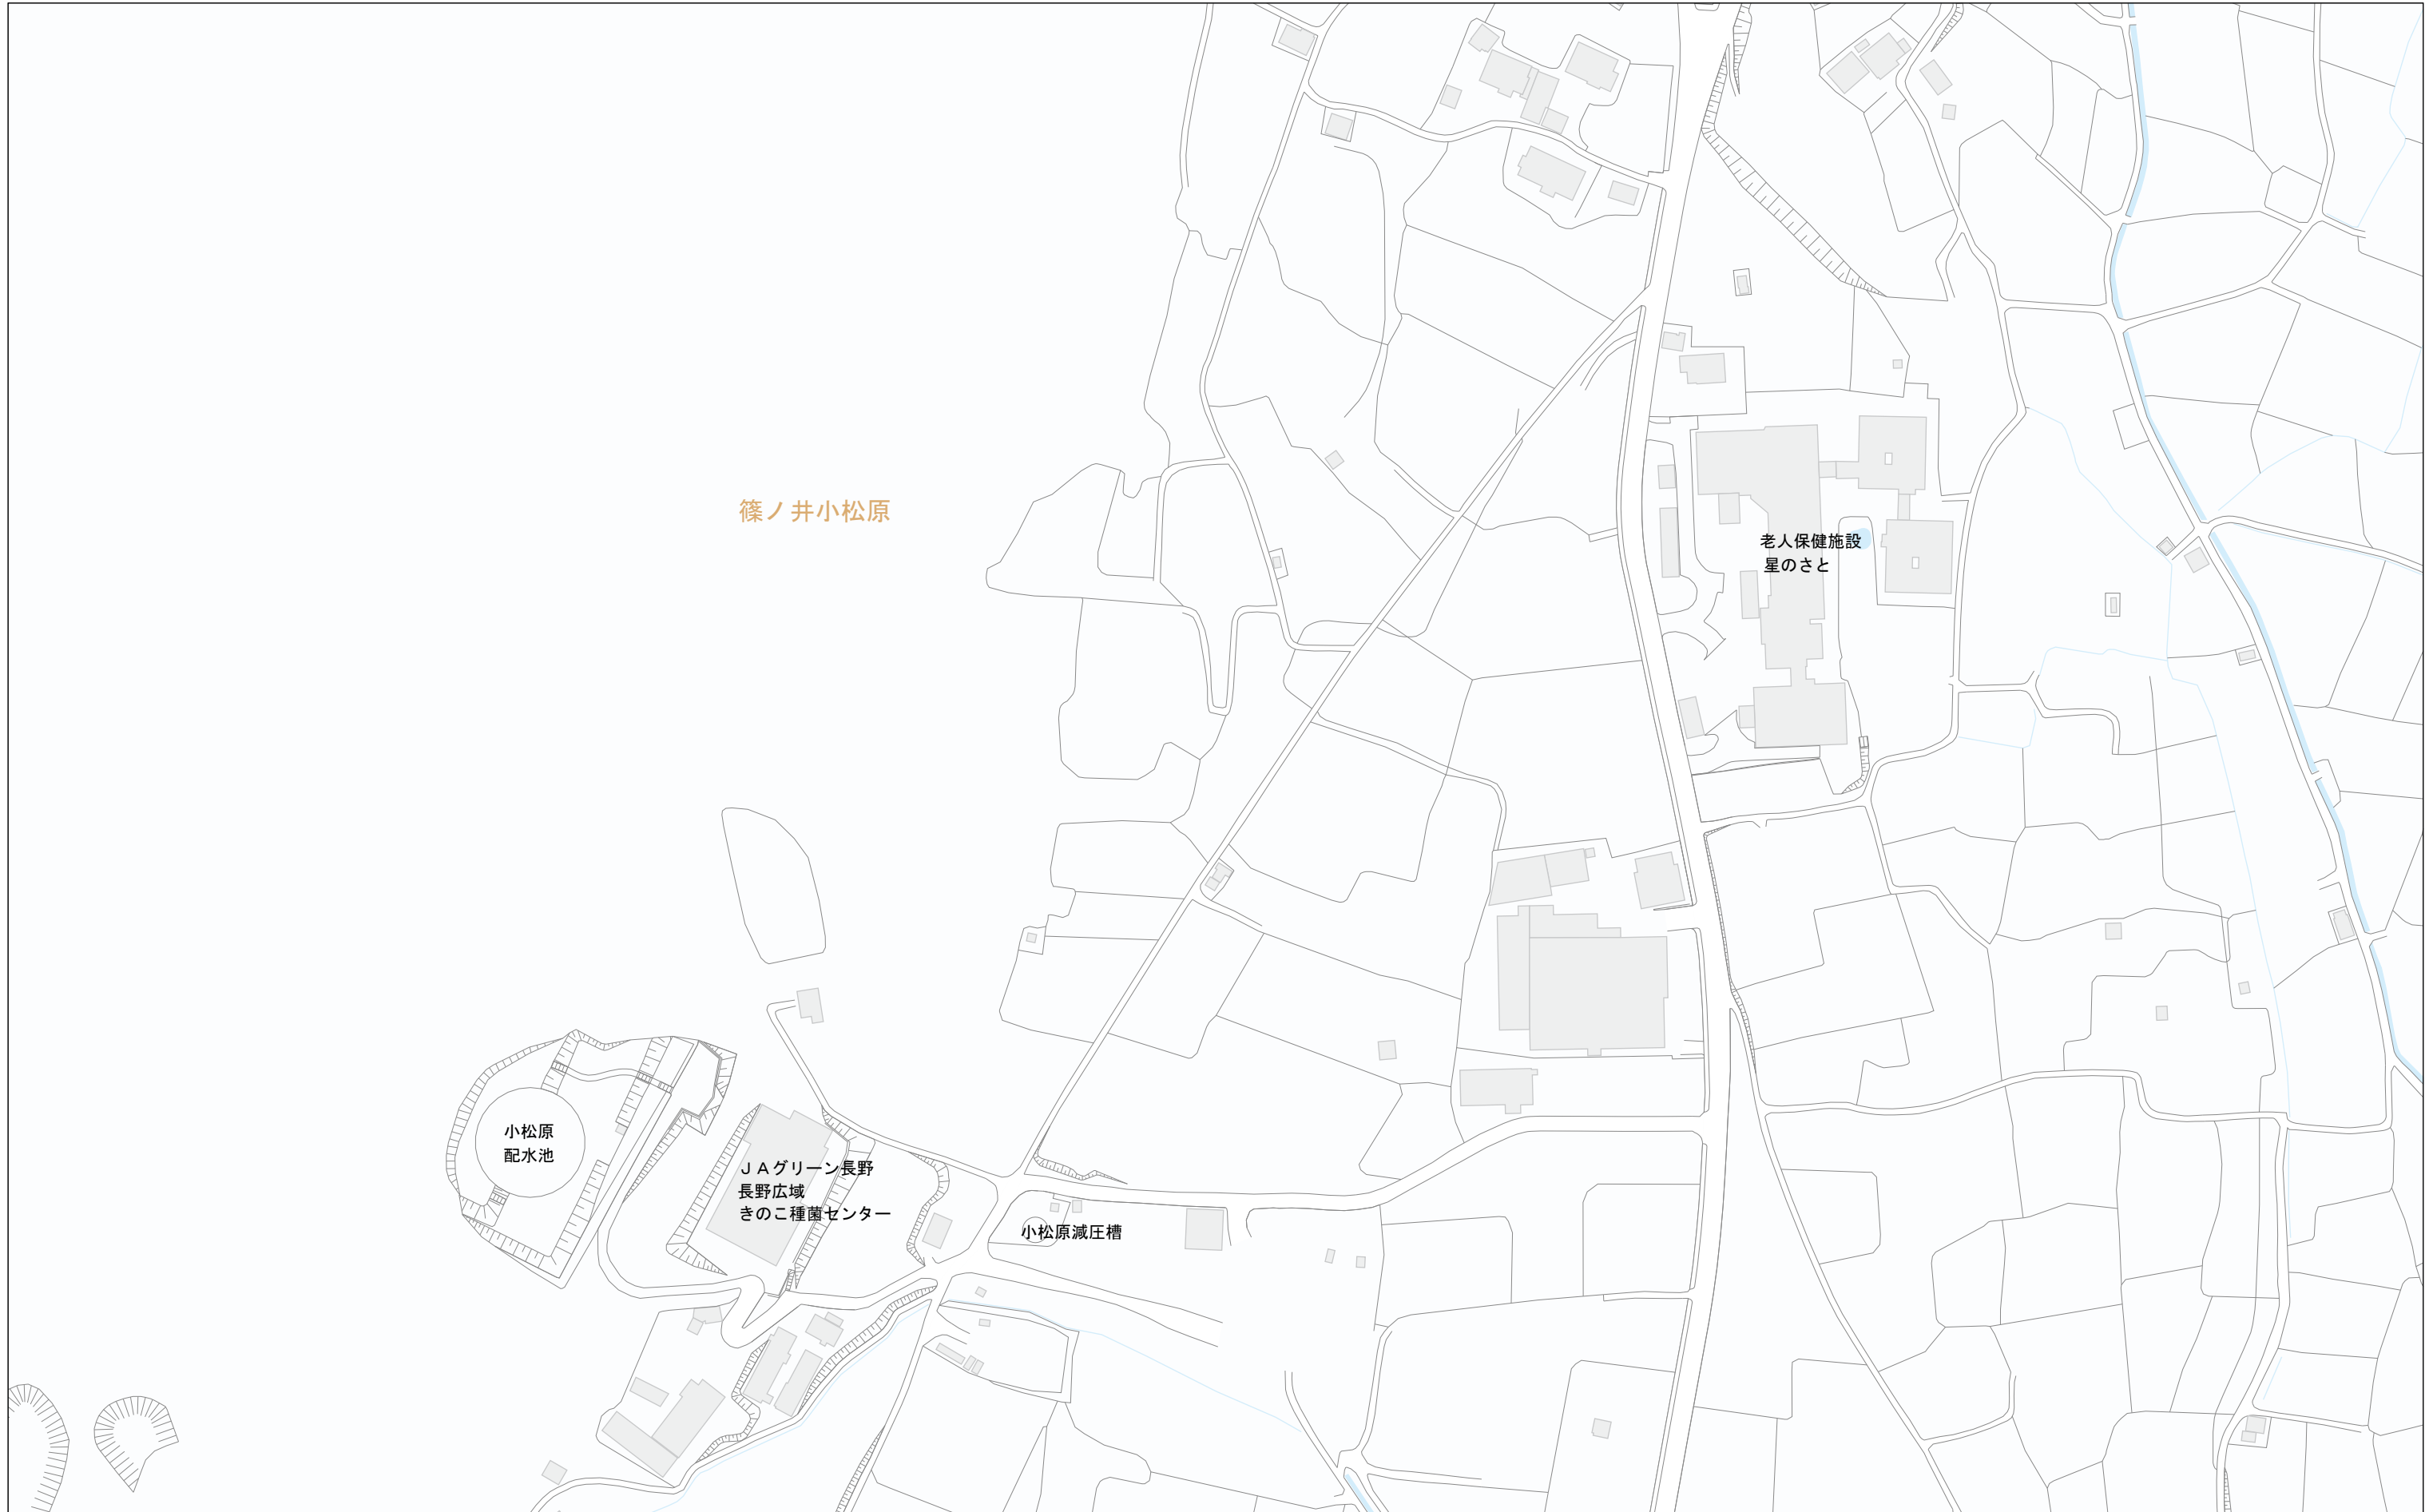 篠ノ井小松原
老人保健施設
星のさと
小松原
配水池
ＪＡグリーン長野
長野広域
きのこ種菌センター
小松原減圧槽